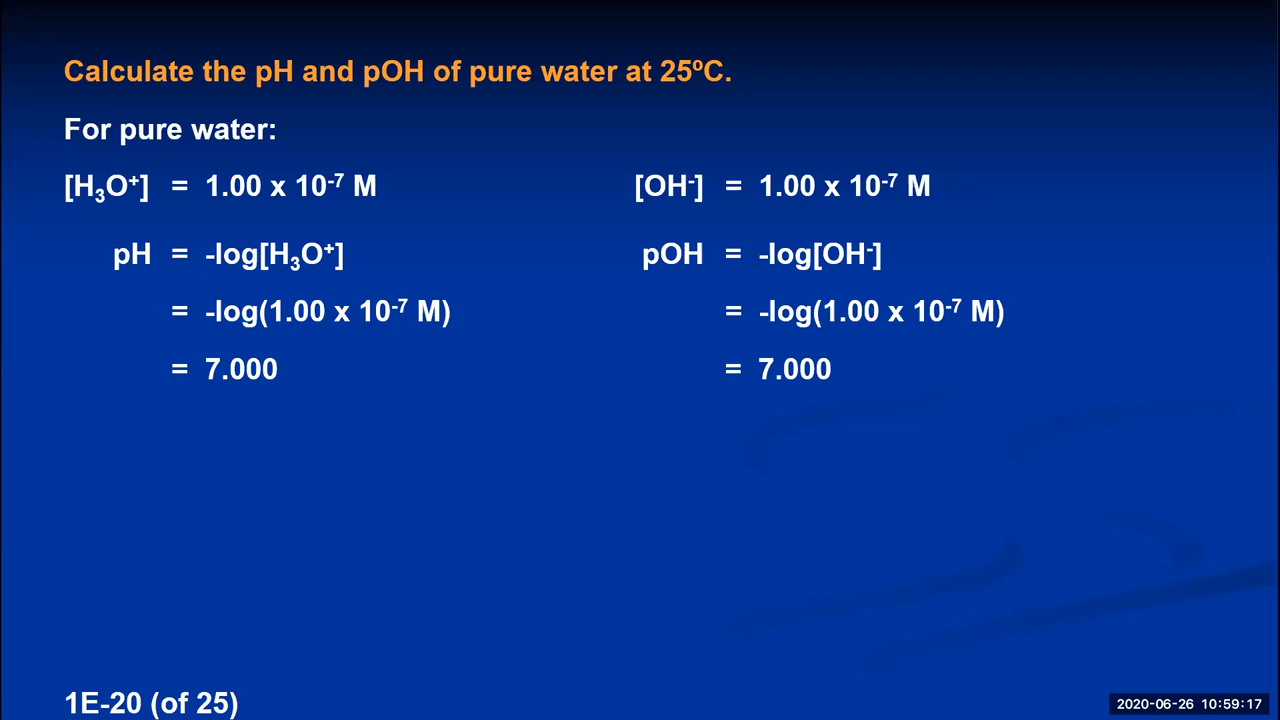 Calculate the pH and pOH of pure water at 25ºC.
For pure water:
[H₃O⁺] = 1.00 x 10⁻⁷ M [OH⁻] = 1.00 x 10⁻⁷ M
pH = -log[H₃O⁺] pOH = -log[OH⁻]
= -log(1.00 x 10⁻⁷ M) = -log(1.00 x 10⁻⁷ M)
= 7.000 = 7.000
1E-20 (of 25)
2020-06-26 10:59:17